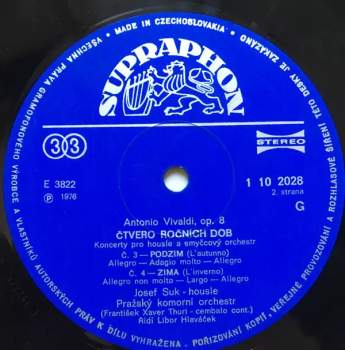 MADE IN CZECHOSLOVAKIA • VŠECHNA PRÁVA GRAMOFONOVÉHO VÝROBCE A VLASTNÍKŮ AUTORSKÝCH PRÁV K DÍLU VYHRAŽENA. POŘIZOVÁNÍ KOPIÍ, VEŘEJNÉ PROVOZOVÁNÍ A ROZHLASOVÉ ŠÍŘENÍ TÉTO DESKY JE ZAKÁZÁNO
SUPRAPHON
33
STEREO
E 3822
Ⓟ 1976
1 10 2028
2. strana
G
Antonio Vivaldi, op. 8
ČTVERO ROČNÍCH DOB
Koncerty pro housle a smyčcový orchestr
Č. 3 — PODZIM (L'autunno)
Allegro — Adagio molto — Allegro
Č. 4 — ZIMA (L'inverno)
Allegro non molto — Largo — Allegro
Josef Suk - housle
Pražský komorní orchestr
(František Xaver Thuri - cembalo cont.)
Řídí Libor Hlaváček